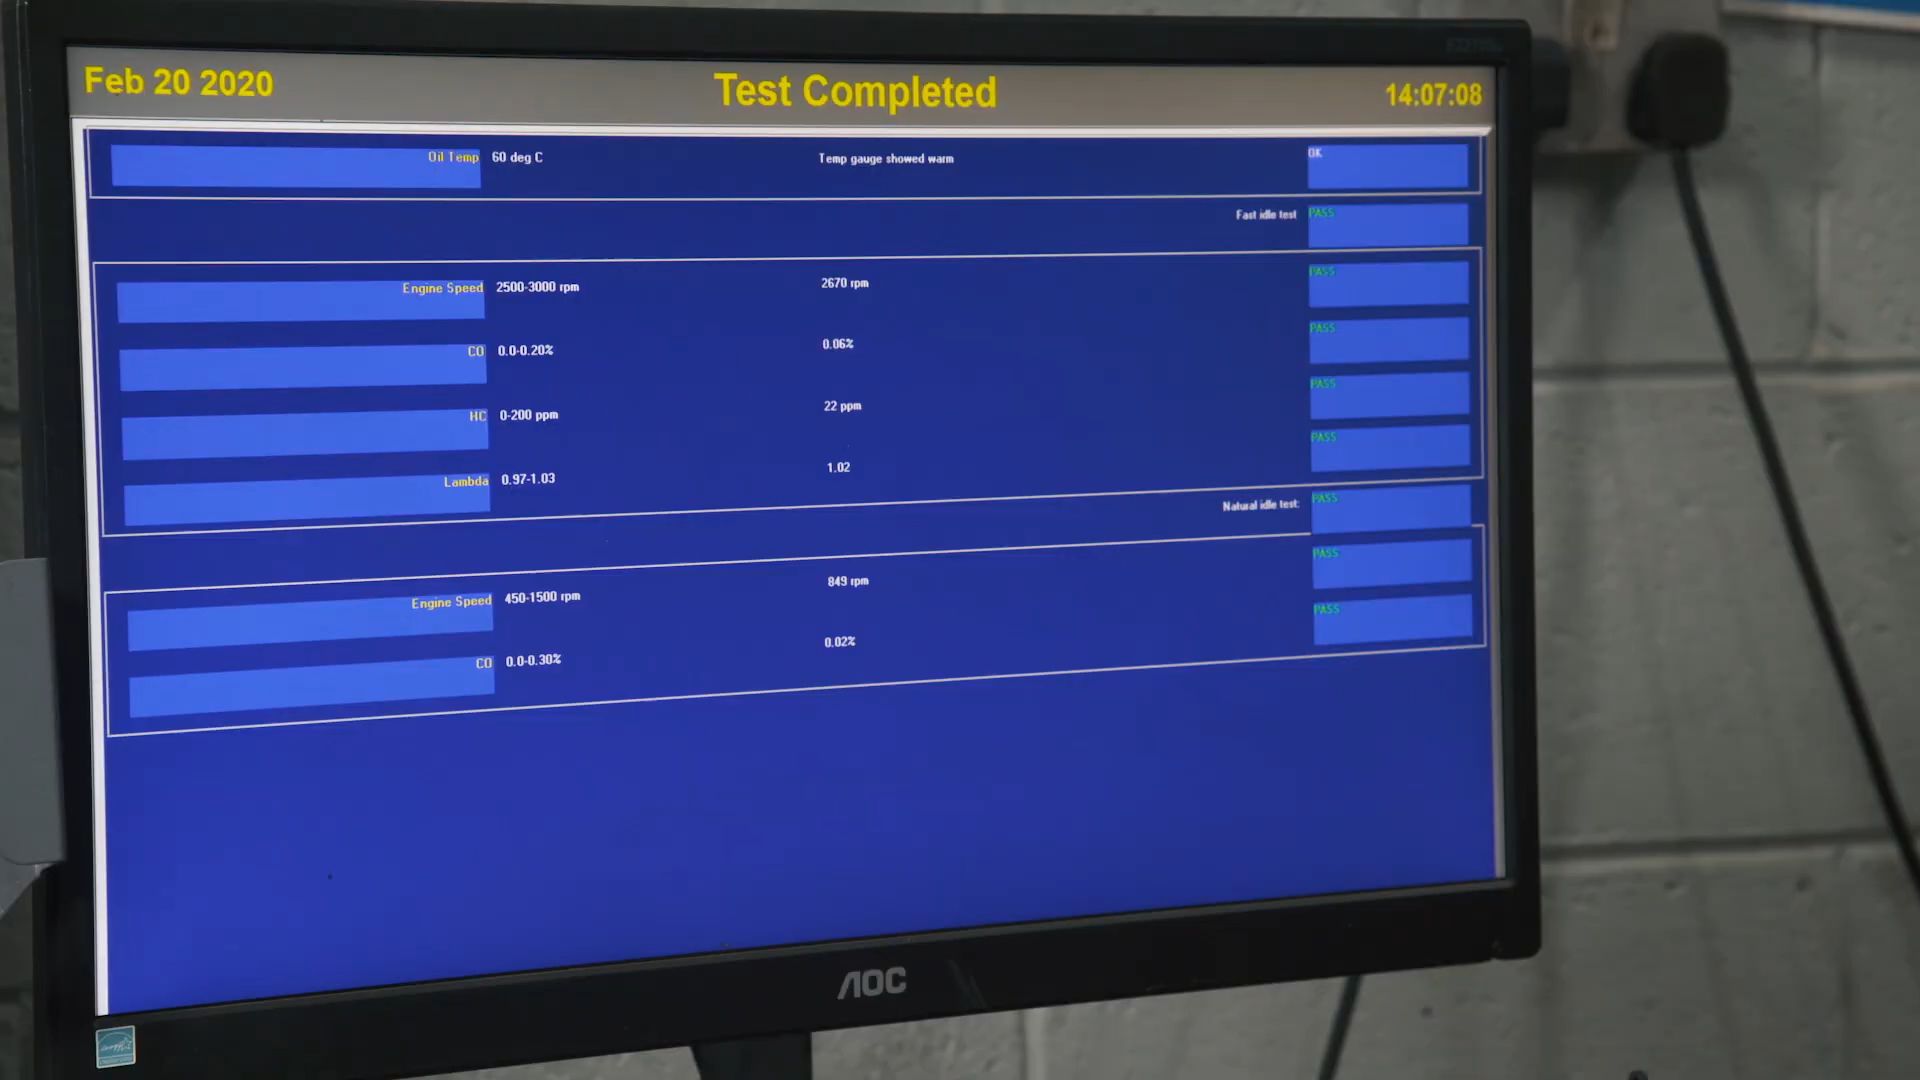 Feb 20 2020 Test Completed 14:07:08
Oil Temp 60 deg C Temp gauge showed warm OK
Fast idle test PASS
Engine Speed 2500-3000 rpm 2670 rpm PASS
CO 0.0-0.20% 0.06% PASS
HC 0-200 ppm 22 ppm PASS
Lambda 0.97-1.03 1.02 PASS
Natural idle test: PASS
Engine Speed 450-1500 rpm 849 rpm PASS
CO 0.0-0.30% 0.02% PASS
AOC